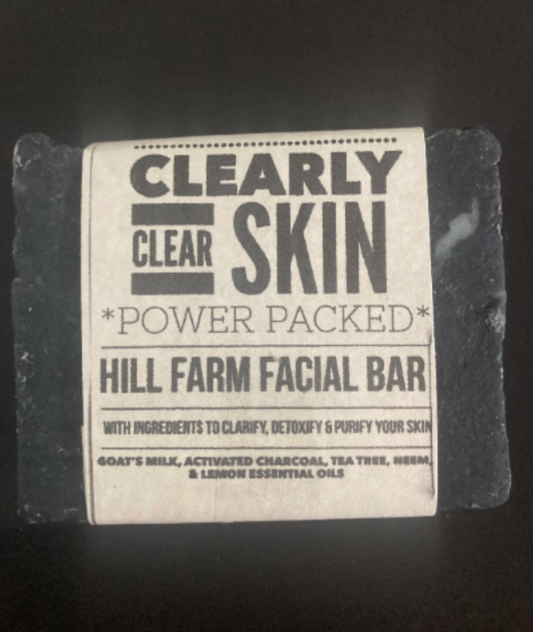 CLEARLY
CLEAR SKIN
*POWER PACKED*
HILL FARM FACIAL BAR
WITH INGREDIENTS TO CLARIFY, DETOXIFY & PURIFY YOUR SKIN
GOAT'S MILK, ACTIVATED CHARCOAL, TEA TREE, NEEM,
& LEMON ESSENTIAL OILS